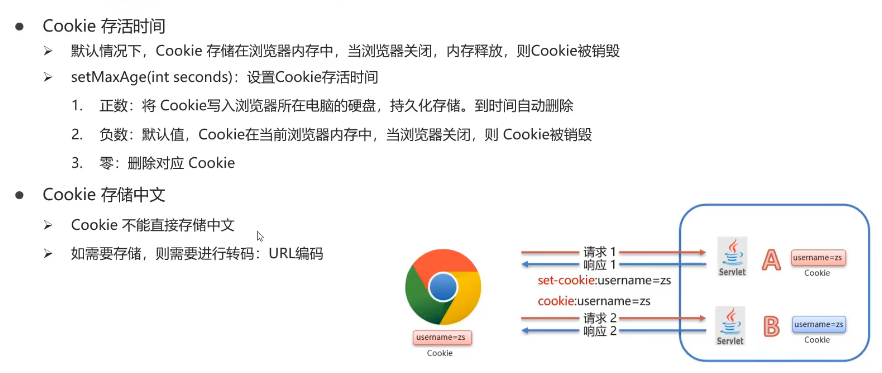 ● Cookie 存活时间
➢ 默认情况下，Cookie 存储在浏览器内存中，当浏览器关闭，内存释放，则Cookie被销毁
➢ setMaxAge(int seconds)：设置Cookie存活时间
1. 正数：将 Cookie写入浏览器所在电脑的硬盘，持久化存储。到时间自动删除
2. 负数：默认值，Cookie在当前浏览器内存中，当浏览器关闭，则 Cookie被销毁
3. 零：删除对应 Cookie
● Cookie 存储中文
➢ Cookie 不能直接存储中文
➢ 如需要存储，则需要进行转码：URL编码
username=zs
Cookie
请求 1
响应 1
set-cookie:username=zs
cookie:username=zs
请求 2
响应 2
Servlet
A
username=zs
Cookie
Servlet
B
username=zs
Cookie